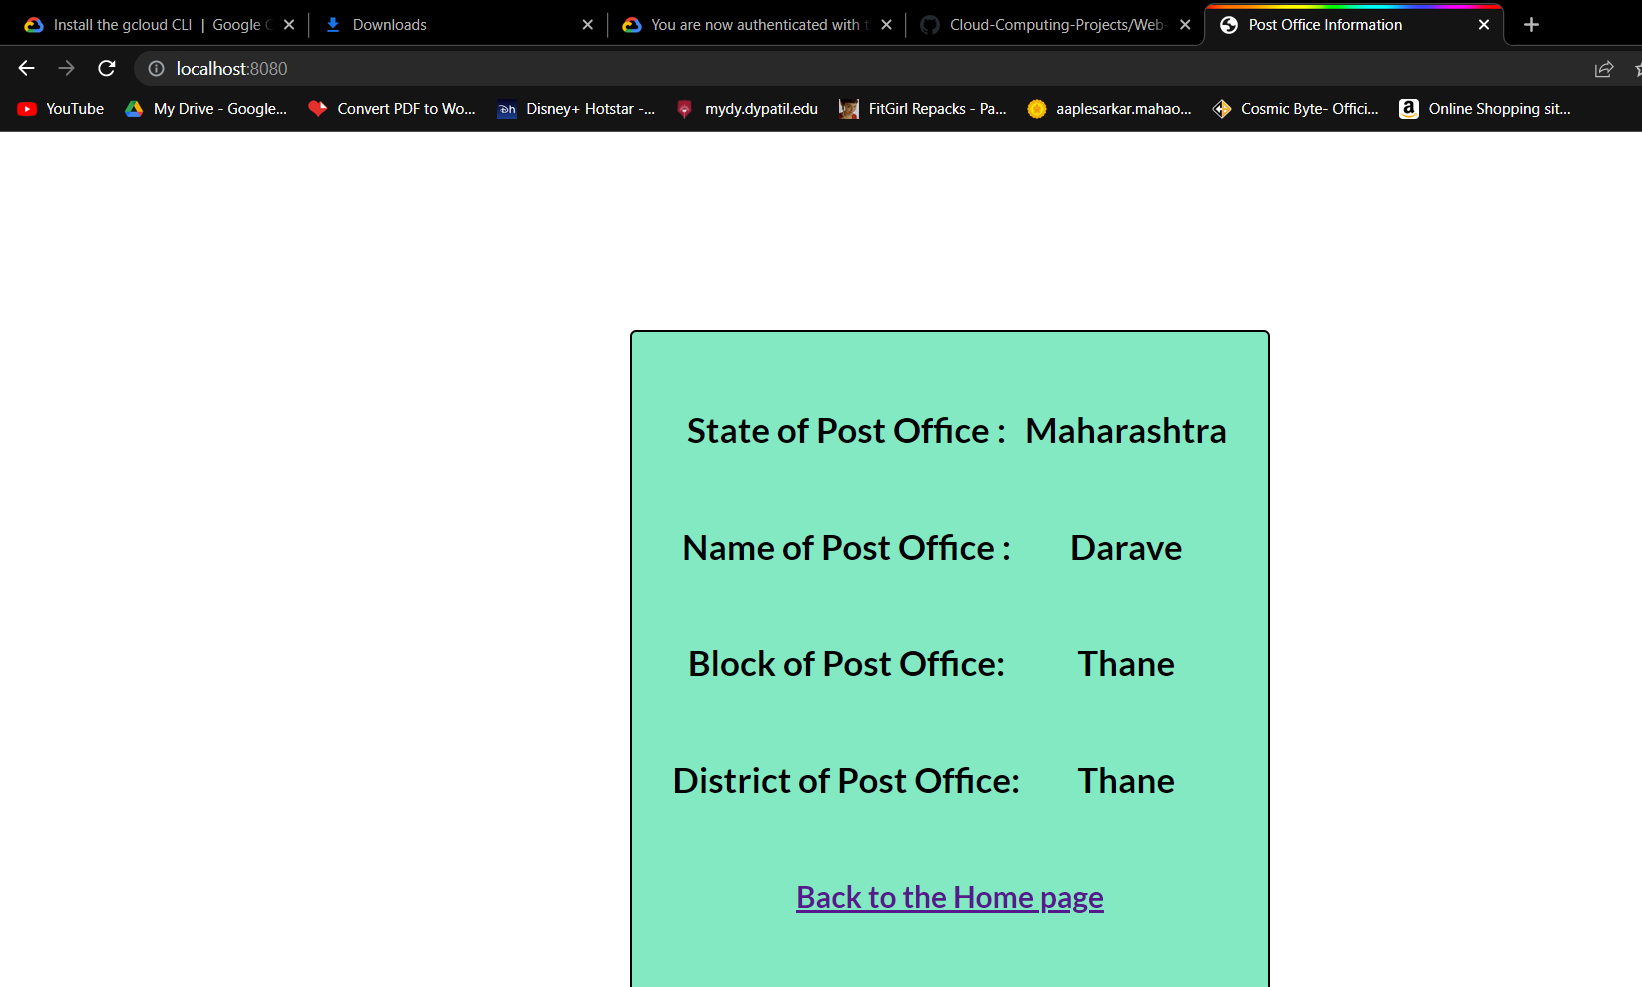 Install the gcloud CLI | Google C
Downloads
You are now authenticated with t
Cloud-Computing-Projects/Web-
Post Office Information
localhost:8080
YouTube
My Drive - Google...
Convert PDF to Wo...
Disney+ Hotstar -...
mydy.dypatil.edu
FitGirl Repacks - Pa...
aaplesarkar.mahao...
Cosmic Byte- Offici...
Online Shopping sit...
State of Post Office : Maharashtra
Name of Post Office : Darave
Block of Post Office: Thane
District of Post Office: Thane
Back to the Home page